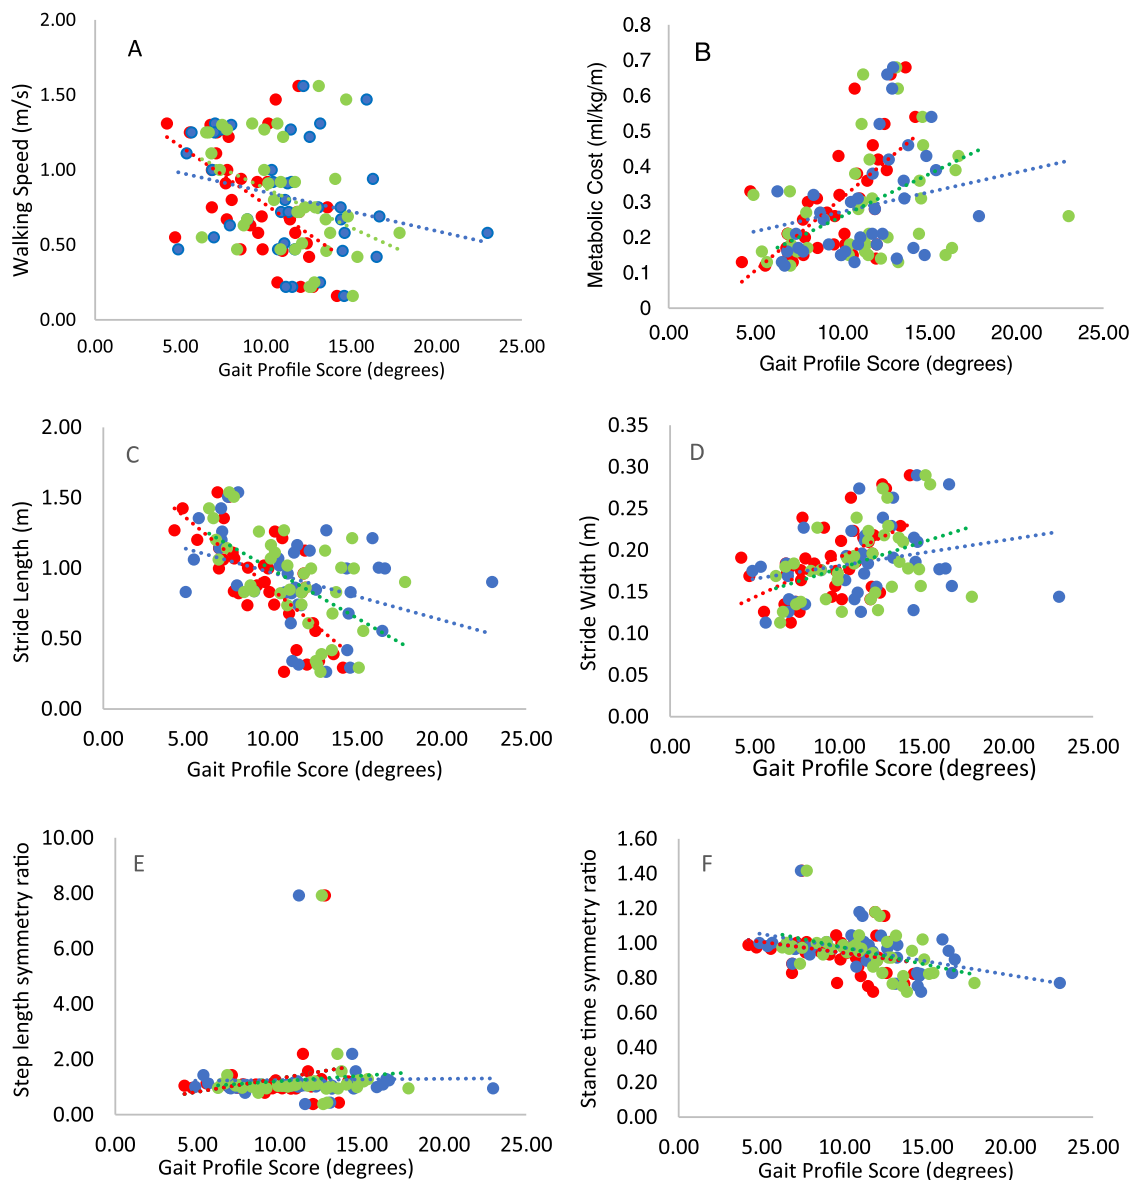 A
2.00
1.50
1.00
0.50
0.00
Walking Speed (m/s)
0.00 5.00 10.00 15.00 20.00 25.00
Gait Profile Score (degrees)
B
0.8
0.7
0.6
0.5
0.4
0.3
0.2
0.1
0
Metabolic Cost (ml/kg/m)
0.00 5.00 10.00 15.00 20.00 25.00
Gait Profile Score (degrees)
C
2.00
1.50
1.00
0.50
0.00
Stride Length (m)
0.00 5.00 10.00 15.00 20.00 25.00
Gait Profile Score (degrees)
D
0.35
0.30
0.25
0.20
0.15
0.10
0.05
0.00
Stride Width (m)
0.00 5.00 10.00 15.00 20.00 25.00
Gait Profile Score (degrees)
E
10.00
8.00
6.00
4.00
2.00
0.00
Step length symmetry ratio
0.00 5.00 10.00 15.00 20.00 25.00
Gait Profile Score (degrees)
F
1.60
1.40
1.20
1.00
0.80
0.60
0.40
0.20
0.00
Stance time symmetry ratio
0.00 5.00 10.00 15.00 20.00 25.00
Gait Profile Score (degrees)